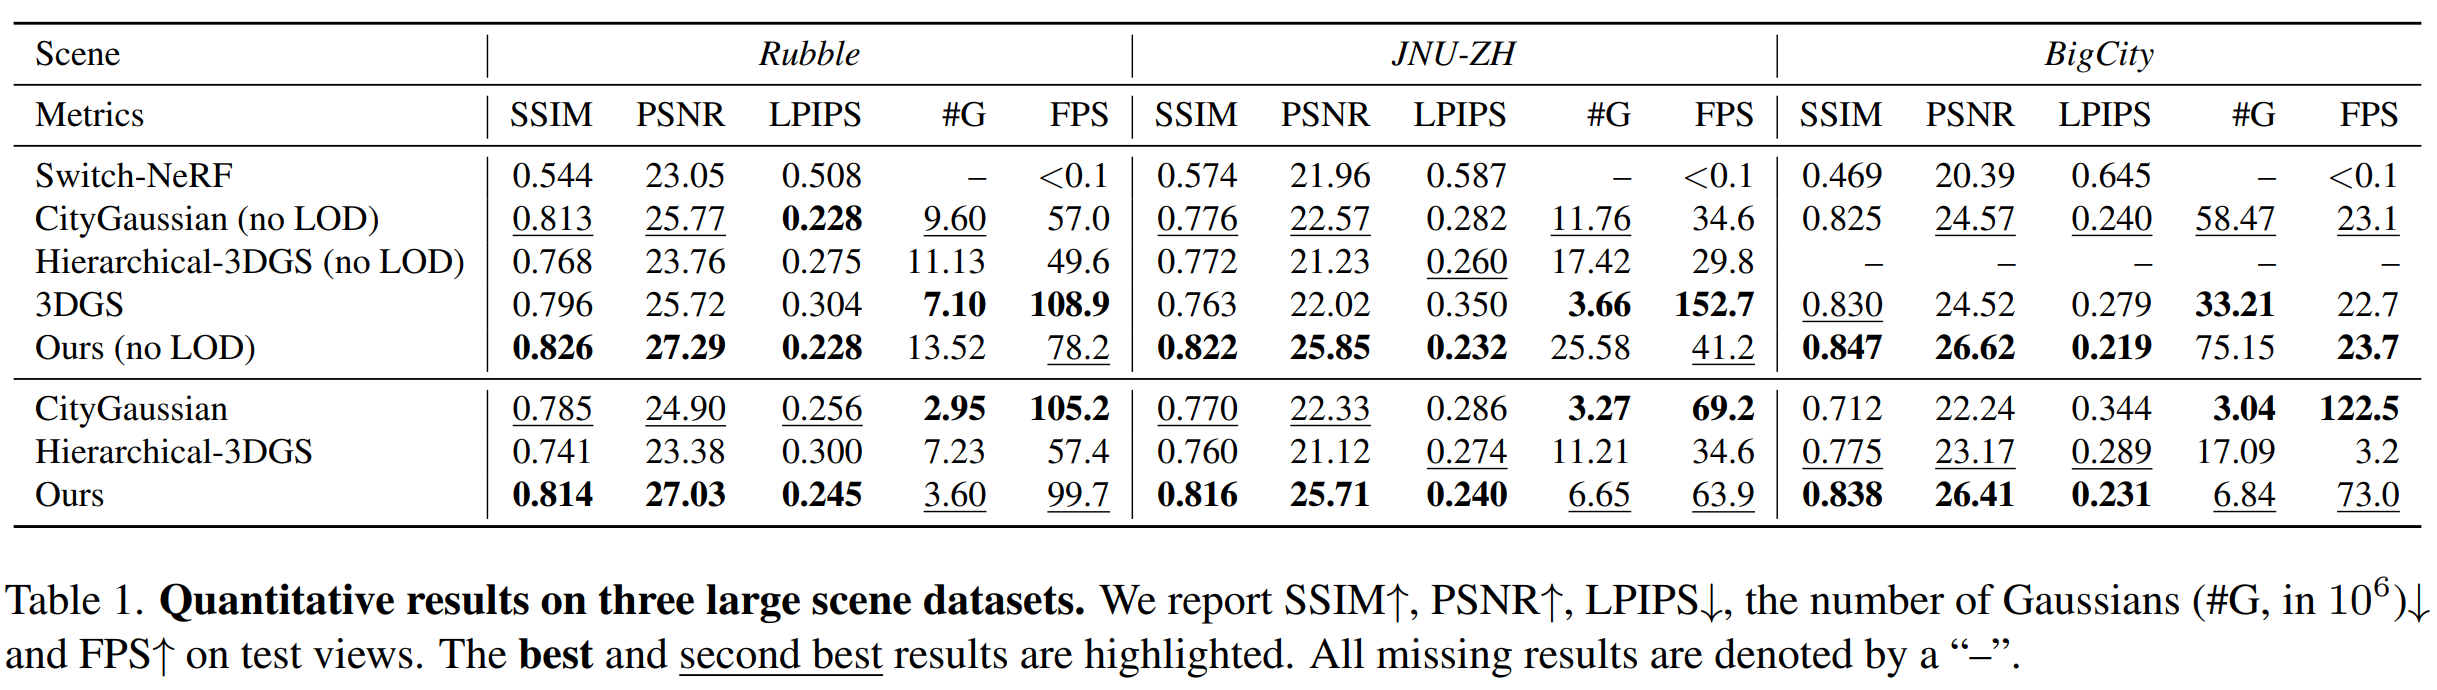 Scene Rubble JNU-ZH BigCity
Metrics SSIM PSNR LPIPS #G FPS SSIM PSNR LPIPS #G FPS SSIM PSNR LPIPS #G FPS
Switch-NeRF 0.544 23.05 0.508 – <0.1 0.574 21.96 0.587 – <0.1 0.469 20.39 0.645 – <0.1
CityGaussian (no LOD) 0.813 25.77 0.228 9.60 57.0 0.776 22.57 0.282 11.76 34.6 0.825 24.57 0.240 58.47 23.1
Hierarchical-3DGS (no LOD) 0.768 23.76 0.275 11.13 49.6 0.772 21.23 0.260 17.42 29.8 – – – – –
3DGS 0.796 25.72 0.304 7.10 108.9 0.763 22.02 0.350 3.66 152.7 0.830 24.52 0.279 33.21 22.7
Ours (no LOD) 0.826 27.29 0.228 13.52 78.2 0.822 25.85 0.232 25.58 41.2 0.847 26.62 0.219 75.15 23.7
CityGaussian 0.785 24.90 0.256 2.95 105.2 0.770 22.33 0.286 3.27 69.2 0.712 22.24 0.344 3.04 122.5
Hierarchical-3DGS 0.741 23.38 0.300 7.23 57.4 0.760 21.12 0.274 11.21 34.6 0.775 23.17 0.289 17.09 3.2
Ours 0.814 27.03 0.245 3.60 99.7 0.816 25.71 0.240 6.65 63.9 0.838 26.41 0.231 6.84 73.0
Table 1. Quantitative results on three large scene datasets. We report SSIM↑, PSNR↑, LPIPS↓, the number of Gaussians (#G, in 10⁶)↓
and FPS↑ on test views. The best and second best results are highlighted. All missing results are denoted by a “–”.